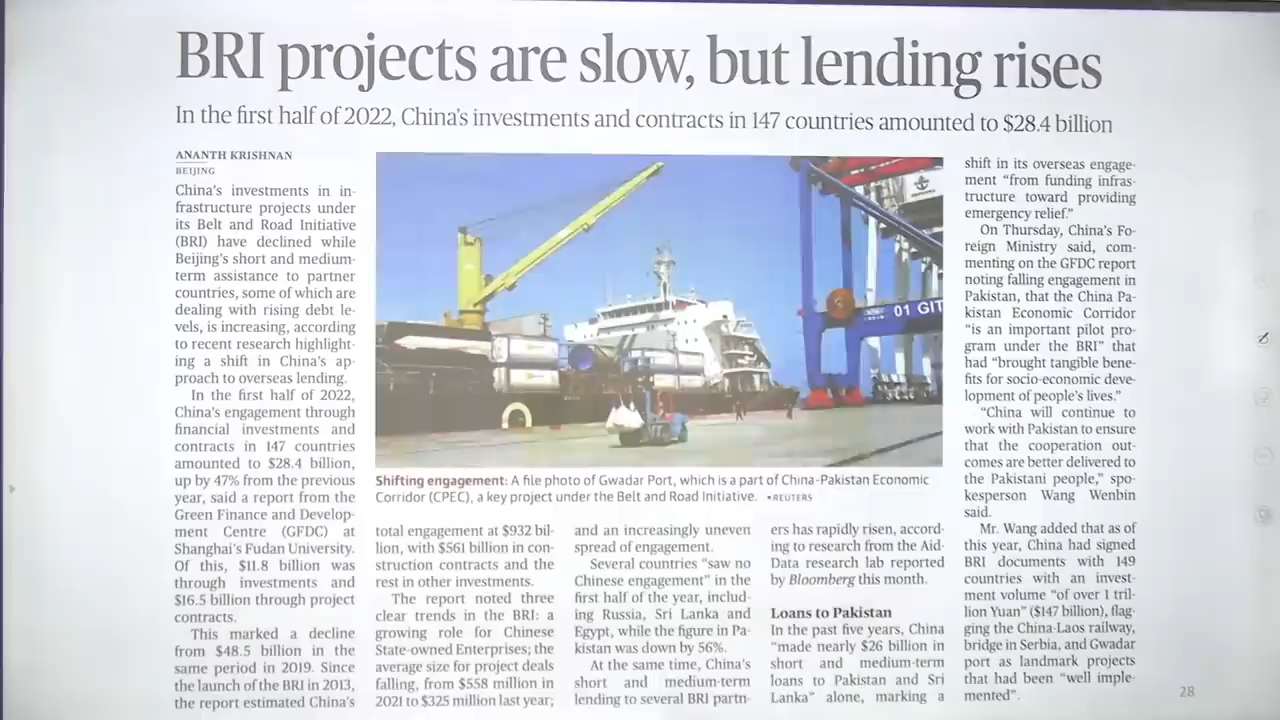 BRI projects are slow, but lending rises
In the first half of 2022, China's investments and contracts in 147 countries amounted to $28.4 billion
ANANTH KRISHNAN
BEIJING
China's investments in in-
frastructure projects under
its Belt and Road Initiative
(BRI) have declined while
Beijing's short and medium-
term assistance to partner
countries, some of which are
dealing with rising debt le-
vels, is increasing, according
to recent research highlight-
ing a shift in China's ap-
proach to overseas lending.
In the first half of 2022,
China's engagement through
financial investments and
contracts in 147 countries
amounted to $28.4 billion,
up by 47% from the previous
year, said a report from the
Green Finance and Develop-
ment Centre (GFDC) at
Shanghai's Fudan University.
Of this, $11.8 billion was
through investments and
$16.5 billion through project
contracts.
This marked a decline
from $48.5 billion in the
same period in 2019. Since
the launch of the BRI in 2013,
the report estimated China's
01 GIT
Shifting engagement: A file photo of Gwadar Port, which is a part of China-Pakistan Economic
Corridor (CPEC), a key project under the Belt and Road Initiative. •REUTERS
total engagement at $932 bil-
lion, with $561 billion in con-
struction contracts and the
rest in other investments.
The report noted three
clear trends in the BRI: a
growing role for Chinese
State-owned Enterprises; the
average size for project deals
falling, from $558 million in
2021 to $325 million last year;
and an increasingly uneven
spread of engagement.
Several countries "saw no
Chinese engagement" in the
first half of the year, includ-
ing Russia, Sri Lanka and
Egypt, while the figure in Pa-
kistan was down by 56%.
At the same time, China's
short and medium-term
lending to several BRI partn-
ers has rapidly risen, accord-
ing to research from the Aid-
Data research lab reported
by Bloomberg this month.
Loans to Pakistan
In the past five years, China
"made nearly $26 billion in
short and medium-term
loans to Pakistan and Sri
Lanka" alone, marking a
shift in its overseas engage-
ment "from funding infras-
tructure toward providing
emergency relief."
On Thursday, China's Fo-
reign Ministry said, com-
menting on the GFDC report
noting falling engagement in
Pakistan, that the China Pa-
kistan Economic Corridor
"is an important pilot pro-
gram under the BRI" that
had "brought tangible bene-
fits for socio-economic deve-
lopment of people's lives."
"China will continue to
work with Pakistan to ensure
that the cooperation out-
comes are better delivered to
the Pakistani people," spo-
kesperson Wang Wenbin
said.
Mr. Wang added that as of
this year, China had signed
BRI documents with 149
countries with an invest-
ment volume "of over 1 tril-
lion Yuan" ($147 billion), flag-
ging the China-Laos railway,
bridge in Serbia, and Gwadar
port as landmark projects
that had been "well imple-
mented".
28